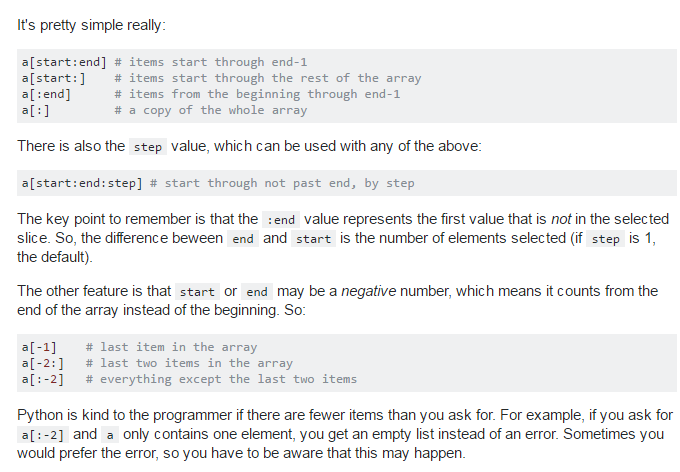 It's pretty simple really:
a[start:end] # items start through end-1
a[start:]    # items start through the rest of the array
a[:end]      # items from the beginning through end-1
a[:]         # a copy of the whole array
There is also the step value, which can be used with any of the above:
a[start:end:step] # start through not past end, by step
The key point to remember is that the :end value represents the first value that is not in the selected
slice. So, the difference beween end and start is the number of elements selected (if step is 1,
the default).
The other feature is that start or end may be a negative number, which means it counts from the
end of the array instead of the beginning. So:
a[-1]    # last item in the array
a[-2:]   # last two items in the array
a[:-2]   # everything except the last two items
Python is kind to the programmer if there are fewer items than you ask for. For example, if you ask for
a[:-2] and a only contains one element, you get an empty list instead of an error. Sometimes you
would prefer the error, so you have to be aware that this may happen.